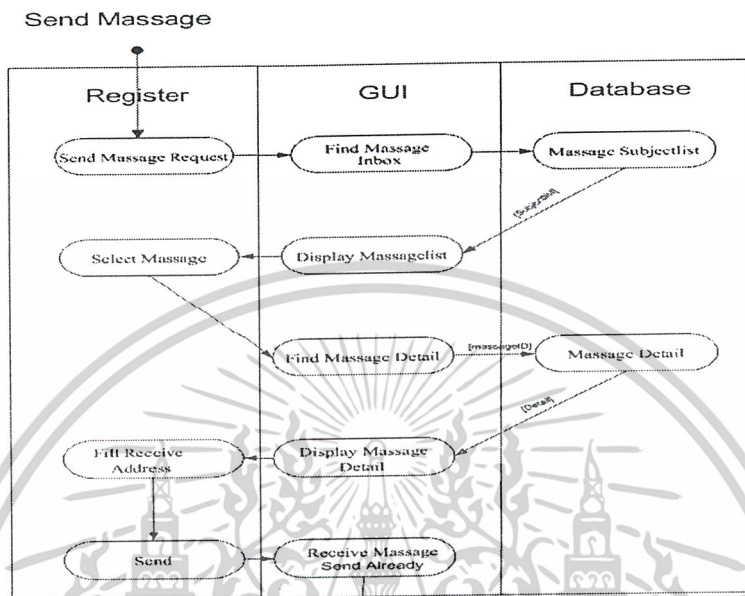 Send Massage
Register
GUI
Database
Send Massage Request
Find Massage
Inbox
Massage Subjectlist
[Subjectlist]
Select Massage
Display Massagelist
Find Massage Detail
[massageID]
Massage Detail
[Detail]
Fill Receive
Address
Display Massage
Detail
Send
Receive Massage
Send Already